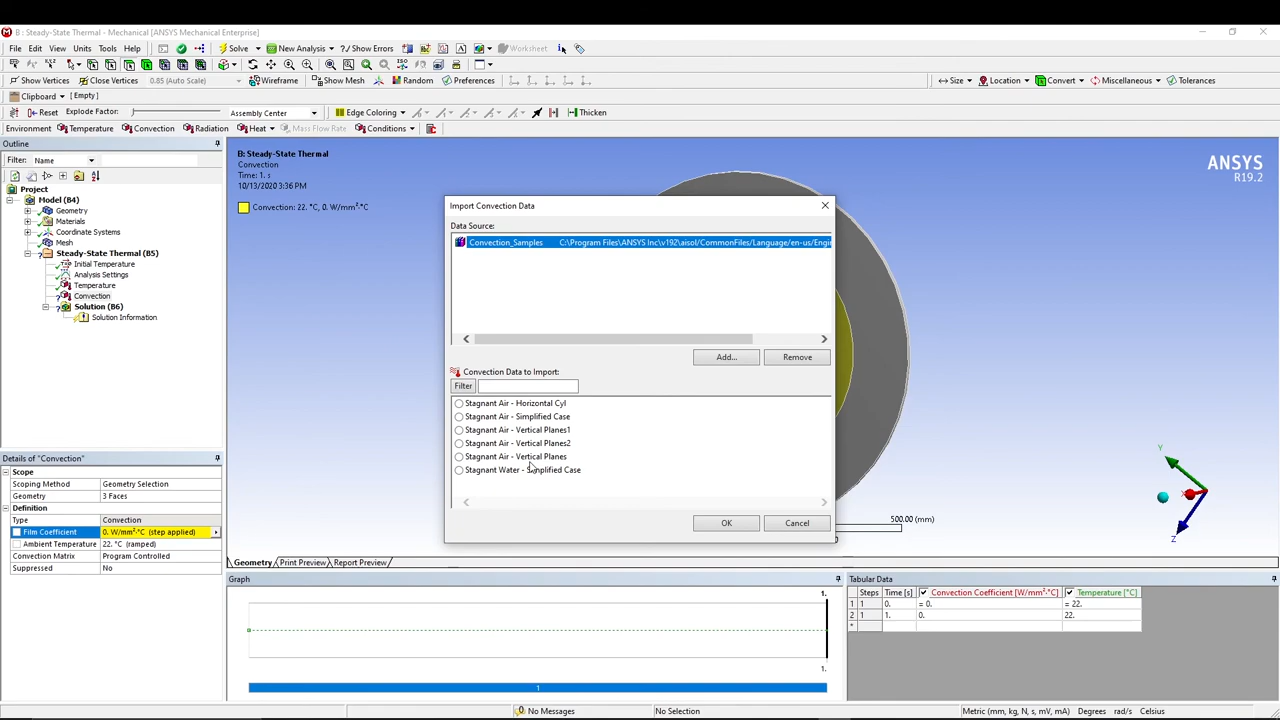 B : Steady-State Thermal - Mechanical [ANSYS Mechanical Enterprise]
File Edit View Units Tools Help Solve New Analysis ? Show Errors Worksheet
Show Vertices Close Vertices 0.85 (Auto Scale) Wireframe Show Mesh Random Preferences Size Location Convert Miscellaneous Tolerances
Clipboard [ Empty ]
Reset Explode Factor: Assembly Center Edge Coloring Thicken
Environment Temperature Convection Radiation Heat Mass Flow Rate Conditions
Outline
Filter: Name
Project
Model (B4)
Geometry
Materials
Coordinate Systems
Mesh
Steady-State Thermal (B5)
Initial Temperature
Analysis Settings
Temperature
Convection
Solution (B6)
Solution Information
B: Steady-State Thermal
Convection
Time: 1. s
10/13/2020 3:36 PM
Convection: 22. °C, 0. W/mm²·°C
ANSYS
R19.2
Import Convection Data
Data Source:
Convection_Samples C:\Program Files\ANSYS Inc\v192\aisol\CommonFiles\Language\en-us\Engi
Add... Remove
Convection Data to Import:
Filter
Stagnant Air - Horizontal Cyl
Stagnant Air - Simplified Case
Stagnant Air - Vertical Planes1
Stagnant Air - Vertical Planes2
Stagnant Air - Vertical Planes
Stagnant Water - Simplified Case
OK Cancel
500.00 (mm)
Y
X
Z
Details of "Convection"
Scope
Scoping Method Geometry Selection
Geometry 3 Faces
Definition
Type Convection
Film Coefficient 0. W/mm²·°C (step applied)
Ambient Temperature 22. °C (ramped)
Convection Matrix Program Controlled
Suppressed No
Geometry Print Preview Report Preview
Graph
1.
1.
1
Tabular Data
Steps Time [s] Convection Coefficient [W/mm²·°C] Temperature [°C]
1 1 0. = 0. = 22.
2 1 1. 0. 22.
*
No Messages No Selection Metric (mm, kg, N, s, mV, mA) Degrees rad/s Celsius